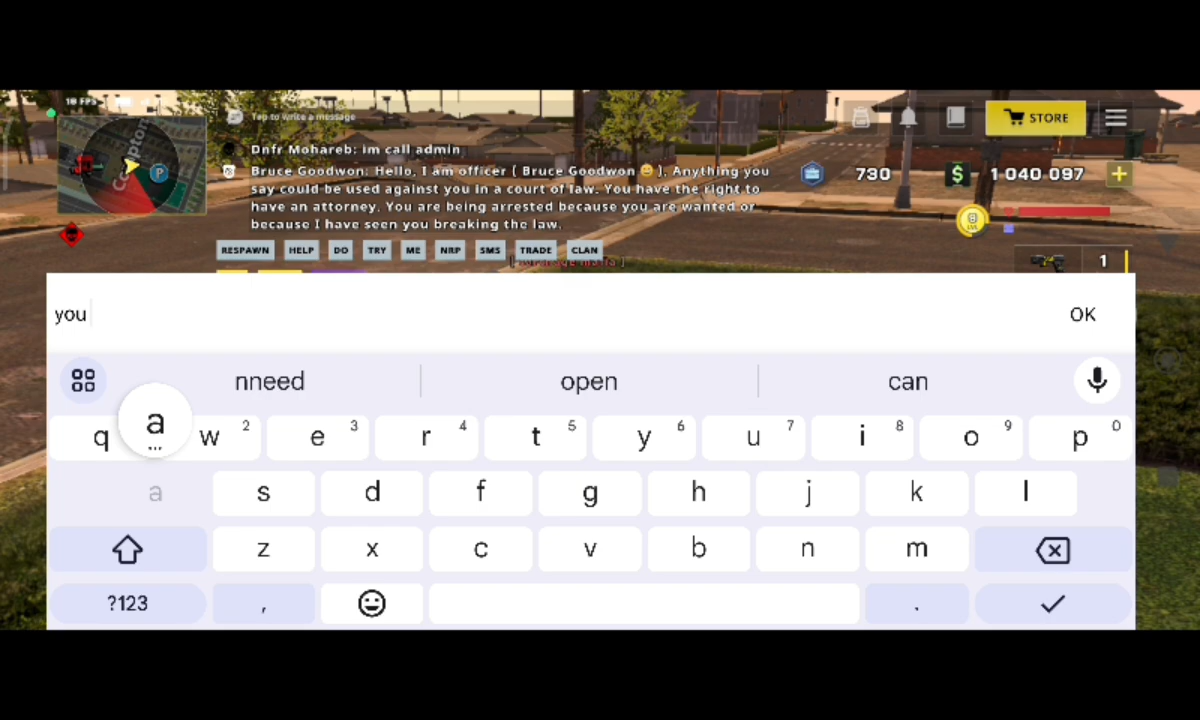 18 FPS
Tap to write a message
STORE
Dnfr Mohareb: im call admin
Bruce Goodwon: Hello, I am officer [ Bruce Goodwon 😀 ]. Anything you
say could be used against you in a court of law. You have the right to
have an attorney. You are being arrested because you are wanted or
because I have seen you breaking the law.
730
$ 1 040 097 +
P
LVL
RESPAWN HELP DO TRY ME NRP SMS TRADE CLAN
1
you
OK
nneed open can
a
q w 2 e 3 r 4 t 5 y 6 u 7 i 8 o 9 p 0
a s d f g h j k l
z x c v b n m
?123 , .